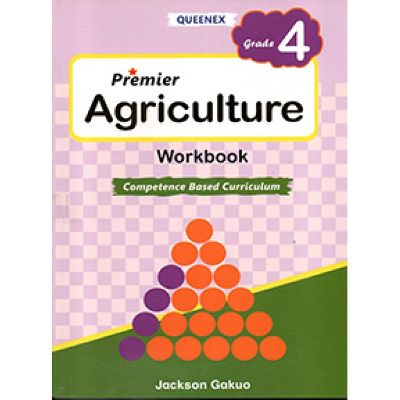 QUEENEX
Grade 4
Premier
Agriculture
Workbook
Competence Based Curriculum
Jackson Gakuo